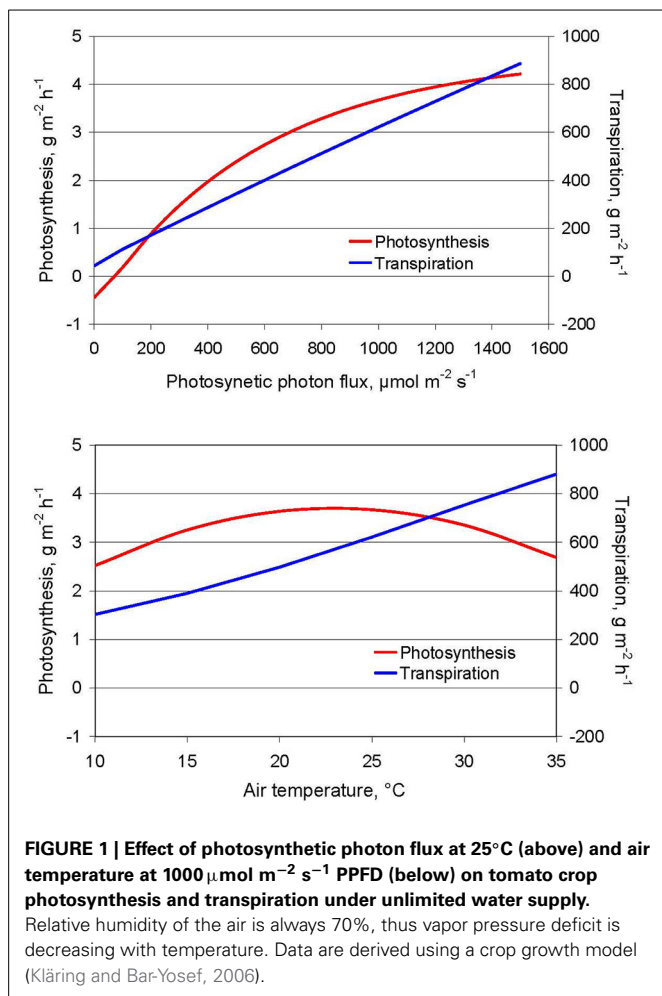 5
4
3
2
1
0
-1
Photosynthesis, g m⁻² h⁻¹
1000
800
600
400
200
0
-200
Transpiration, g m⁻² h⁻¹
Photosynthesis
Transpiration
0 200 400 600 800 1000 1200 1400 1600
Photosynetic photon flux, µmol m⁻² s⁻¹
5
4
3
2
1
0
-1
Photosynthesis, g m⁻² h⁻¹
1000
800
600
400
200
0
-200
Transpiration, g m⁻² h⁻¹
Photosynthesis
Transpiration
10 15 20 25 30 35
Air temperature, °C
FIGURE 1 | Effect of photosynthetic photon flux at 25°C (above) and air
temperature at 1000 µmol m⁻² s⁻¹ PPFD (below) on tomato crop
photosynthesis and transpiration under unlimited water supply.
Relative humidity of the air is always 70%, thus vapor pressure deficit is
decreasing with temperature. Data are derived using a crop growth model
(Kläring and Bar-Yosef, 2006).